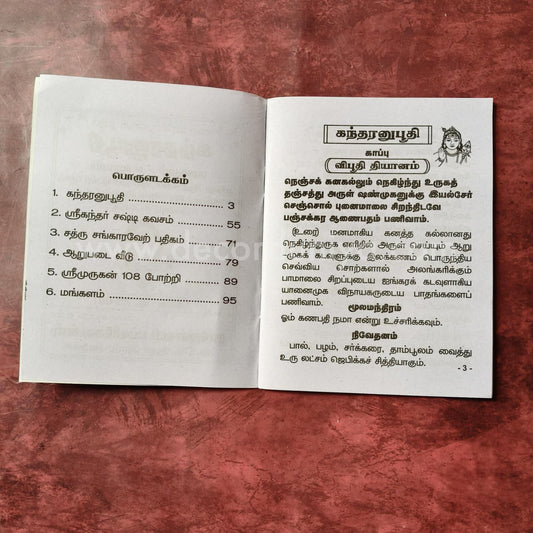 பொருளடக்கம்
1. கந்தரனுபூதி ........................ 3
2. ஸ்ரீகந்தர் சஷ்டி கவசம் ............ 55
3. சத்ரு சங்காரவேற் பதிகம் ........ 71
4. ஆறுபடை வீடு ..................... 79
5. ஸ்ரீமுருகன் 108 போற்றி ......... 89
6. மங்களம் ............................ 95
கந்தரனுபூதி
காப்பு
விபூதி தியானம்
நெஞ்சக் கனகல்லும் நெகிழ்ந்து உருகத்
தஞ்சத்து அருள் ஷண்முகனுக்கு இயல்சேர்
செஞ்சொல் புனைமாலை சிறந்திடவே
பஞ்சக்கர ஆனைபதம் பணிவாம்.
(உரை) மனமாகிய கனத்த கல்லானது
நெகிழ்ந்துருக எளிதில் அருள் செய்யும் ஆறு
-முகக் கடவுளுக்கு இலக்கணம் பொருந்திய
செவ்விய சொற்களால் அலங்கரிக்கும்
பாமாலை சிறப்புடைய ஐங்கரக் கடவுளாகிய
யானைமுக விநாயகருடைய பாதங்களைப்
பணிவாம்.
மூலமந்திரம்
ஓம் கணபதி நமா என்று உச்சரிக்கவும்.
நிவேதனம்
பால், பழம், சர்க்கரை, தாம்பூலம் வைத்து
உரு லட்சம் ஜெபிக்கச் சித்தியாகும்.
- 3 -